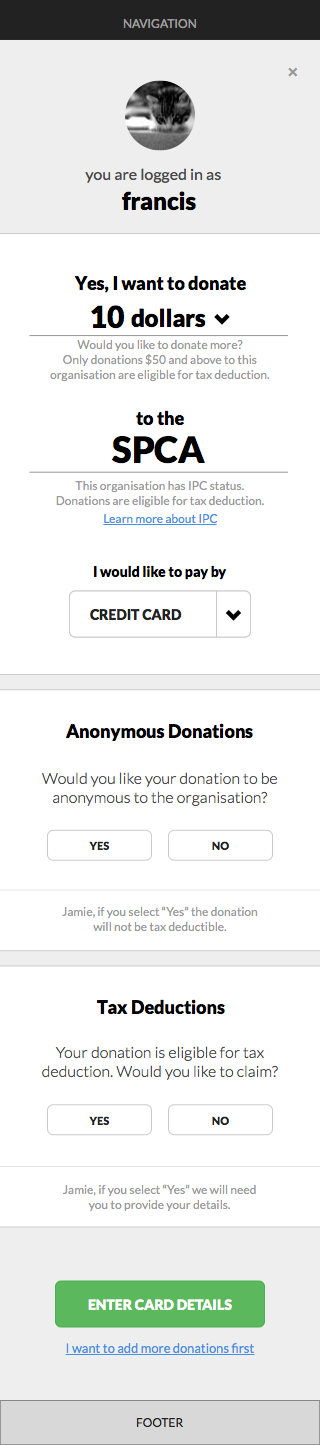 NAVIGATION
×
you are logged in as
francis
Yes, I want to donate
10 dollars
Would you like to donate more?
Only donations $50 and above to this
organisation are eligible for tax deduction.
to the
SPCA
This organisation has IPC status.
Donations are eligible for tax deduction.
Learn more about IPC
I would like to pay by
CREDIT CARD
Anonymous Donations
Would you like your donation to be
anonymous to the organisation?
YES NO
Jamie, if you select “Yes” the donation
will not be tax deductible.
Tax Deductions
Your donation is eligible for tax
deduction. Would you like to claim?
YES NO
Jamie, if you select “Yes” we will need
you to provide your details.
ENTER CARD DETAILS
I want to add more donations first
FOOTER